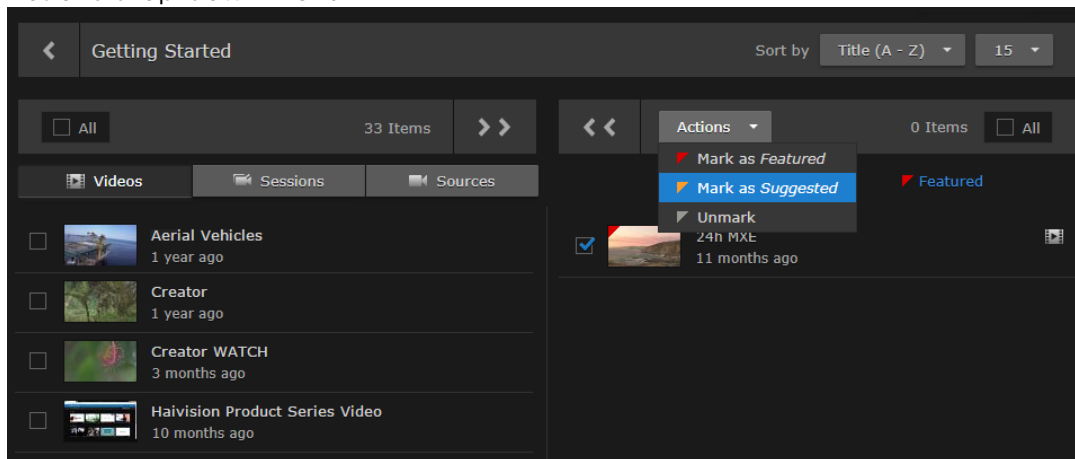 Getting Started
Sort by Title (A - Z) 15
All 33 Items
Actions 0 Items All
Videos Sessions Sources
Mark as Featured
Mark as Suggested
Unmark
Featured
Aerial Vehicles
1 year ago
Creator
1 year ago
Creator WATCH
3 months ago
Haivision Product Series Video
10 months ago
24h MXE
11 months ago